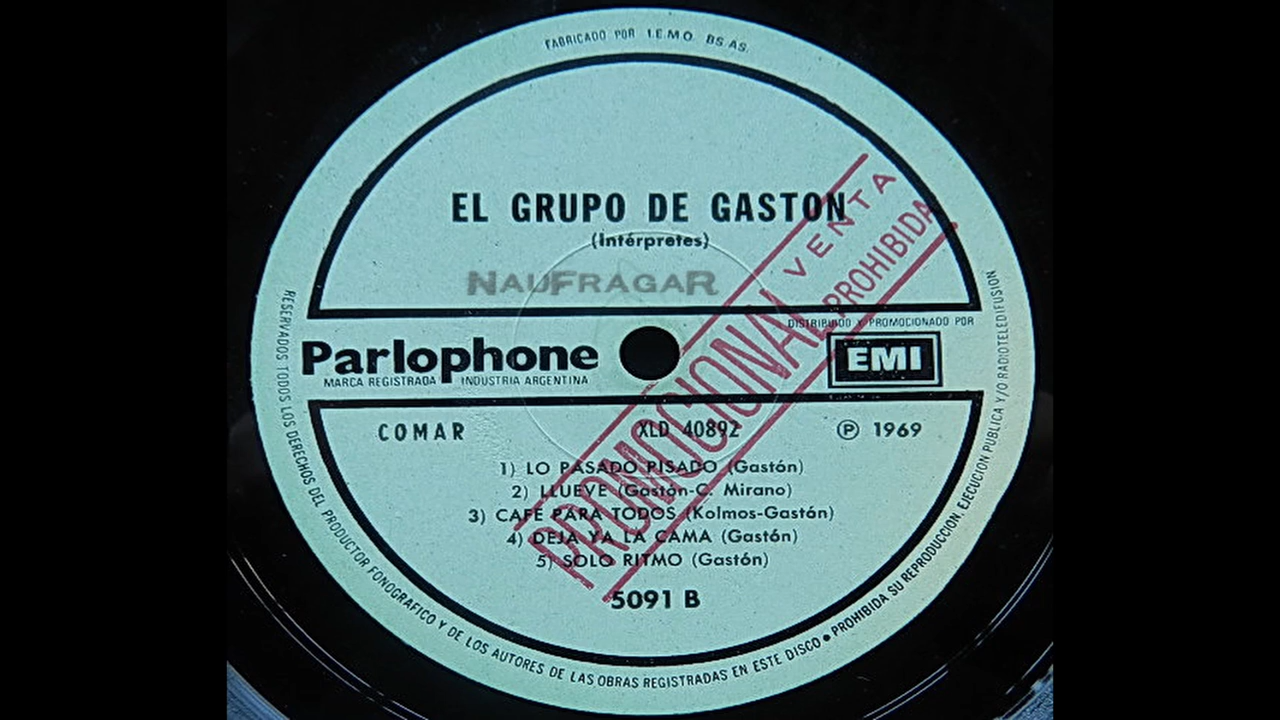 FABRICADO POR I.E.M.O. BS.AS.
EL GRUPO DE GASTON
(Intérpretes)
NAUFRAGAR
PROMOCIONAL VENTA PROHIBIDA
DISTRIBUIDO Y PROMOCIONADO POR
Parlophone
EMI
MARCA REGISTRADA INDUSTRIA ARGENTINA
COMAR XLD 40892 Ⓟ 1969
1) LO PASADO PISADO (Gastón)
2) LLUEVE (Gastón-C. Mirano)
3) CAFE PARA TODOS (Kolmos-Gastón)
4) DEJA YA LA CAMA (Gastón)
5) SOLO RITMO (Gastón)
5091 B
RESERVADOS TODOS LOS DERECHOS DEL PRODUCTOR FONOGRAFICO Y DE LOS AUTORES DE LAS OBRAS REGISTRADAS EN ESTE DISCO ● PROHIBIDA SU REPRODUCCION, EJECUCION PUBLICA Y/O RADIOTELEDIFUSION